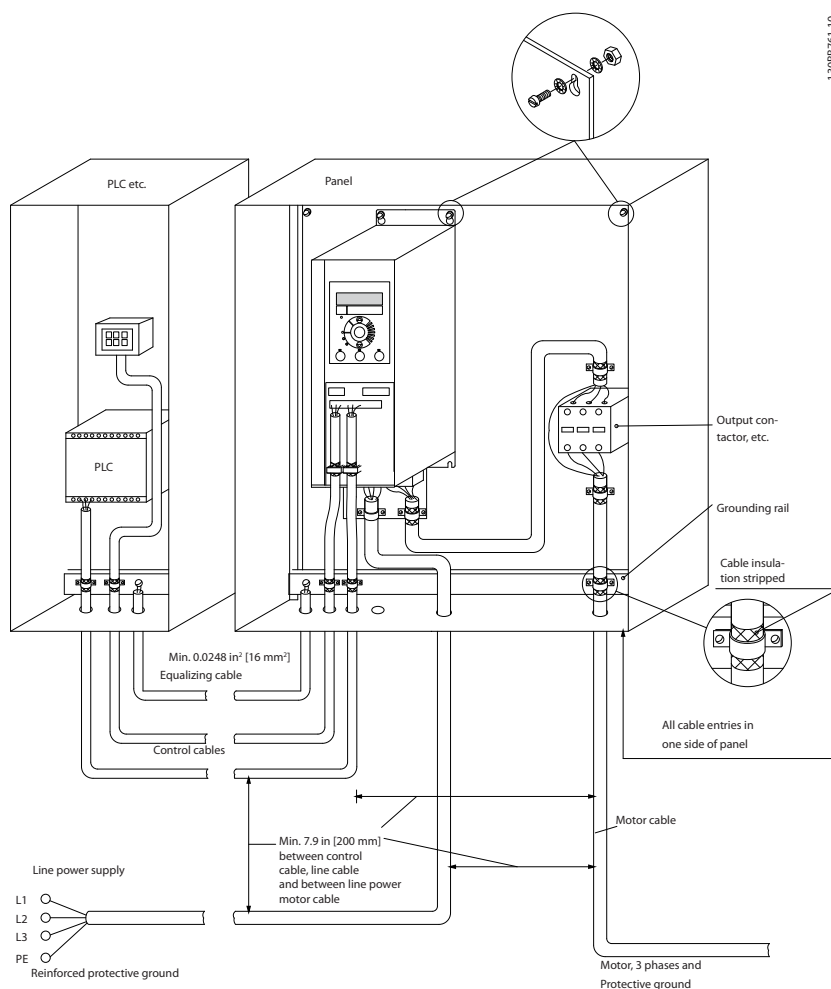 130BB761.10
PLC etc.
Panel
PLC
Output con-
tactor, etc.
Grounding rail
Cable insula-
tion stripped
Min. 0.0248 in² [16 mm²]
Equalizing cable
Control cables
All cable entries in
one side of panel
Min. 7.9 in [200 mm]
between control
cable, line cable
and between line power
motor cable
Motor cable
Line power supply
L1
L2
L3
PE
Reinforced protective ground
Motor, 3 phases and
Protective ground